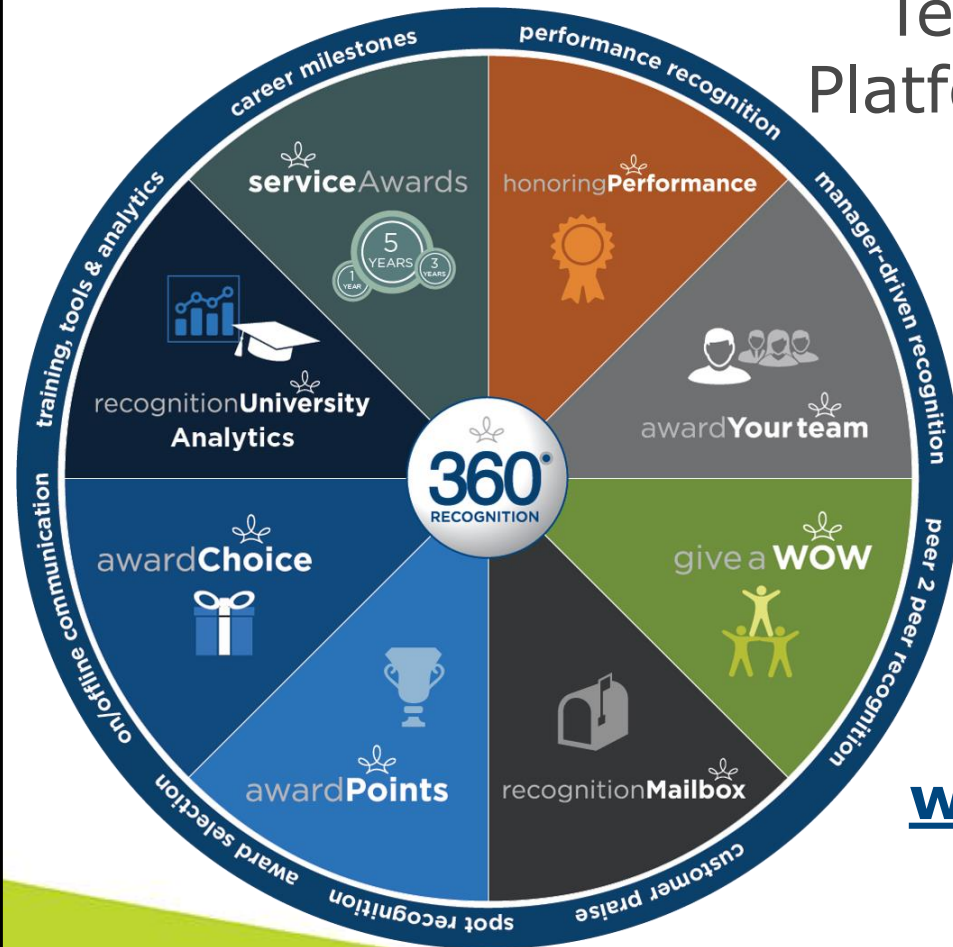 career milestones
performance recognition
manager-driven recognition
peer 2 peer recognition
customer praise
spot recognition
award selection
on/offline communication
training, tools & analytics
serviceAwards
5
YEARS
1
YEAR
3
YEARS
honoringPerformance
awardYour team
give a WOW
recognitionMailbox
awardPoints
awardChoice
recognitionUniversity
Analytics
360°
RECOGNITION